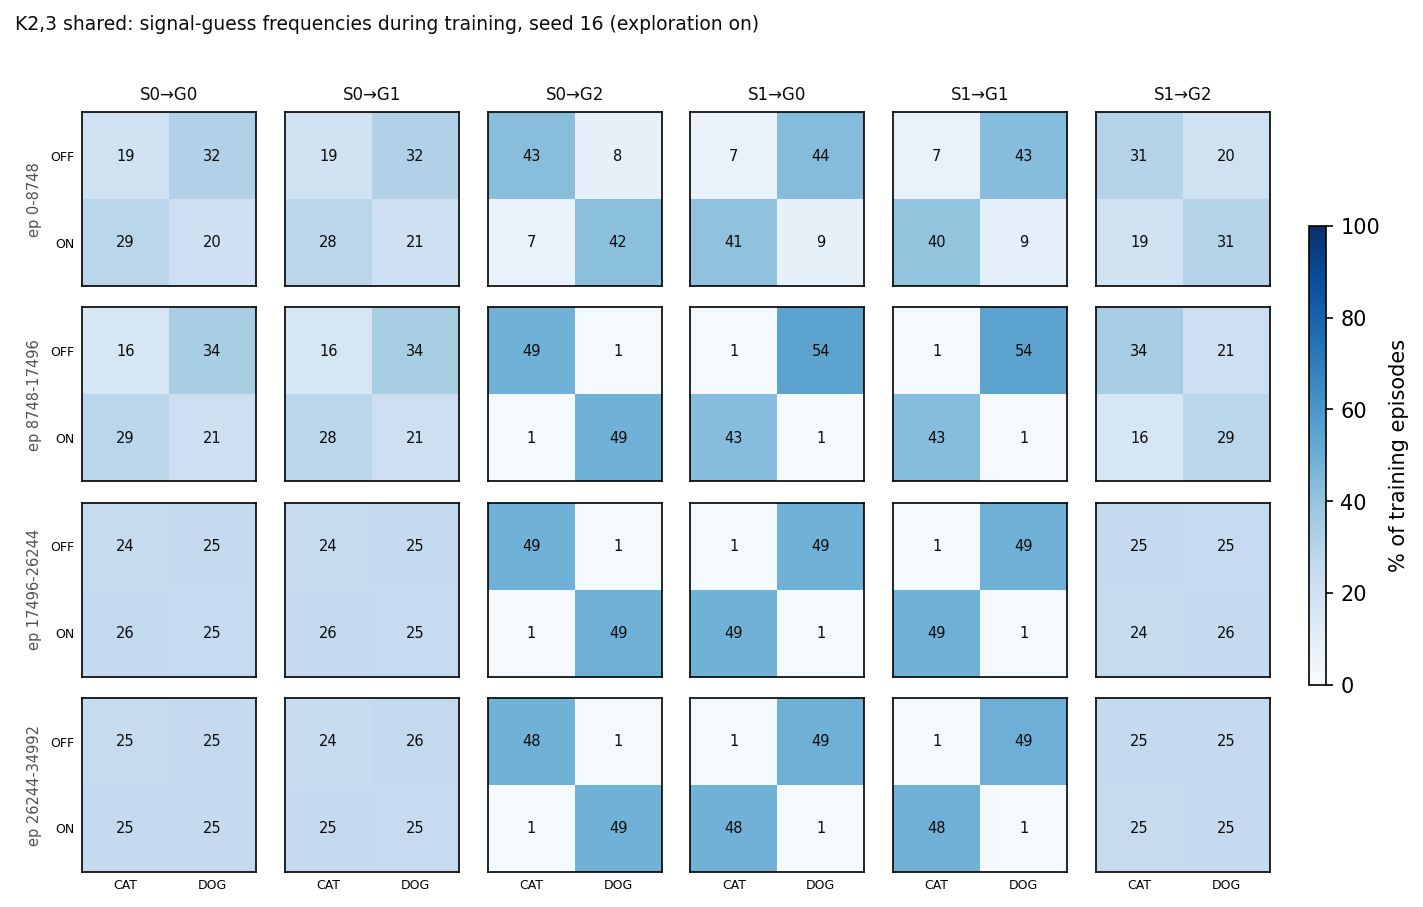 K2,3 shared: signal-guess frequencies during training, seed 16 (exploration on)
S0→G0 S0→G1 S0→G2 S1→G0 S1→G1 S1→G2
ep 0-8748
OFF 19 32 19 32 43 8 7 44 7 43 31 20
ON 29 20 28 21 7 42 41 9 40 9 19 31
ep 8748-17496
OFF 16 34 16 34 49 1 1 54 1 54 34 21
ON 29 21 28 21 1 49 43 1 43 1 16 29
ep 17496-26244
OFF 24 25 24 25 49 1 1 49 1 49 25 25
ON 26 25 26 25 1 49 49 1 49 1 24 26
ep 26244-34992
OFF 25 25 24 26 48 1 1 49 1 49 25 25
ON 25 25 25 25 1 49 48 1 48 1 25 25
CAT DOG CAT DOG CAT DOG CAT DOG CAT DOG CAT DOG
100
80
60
40
20
0
% of training episodes